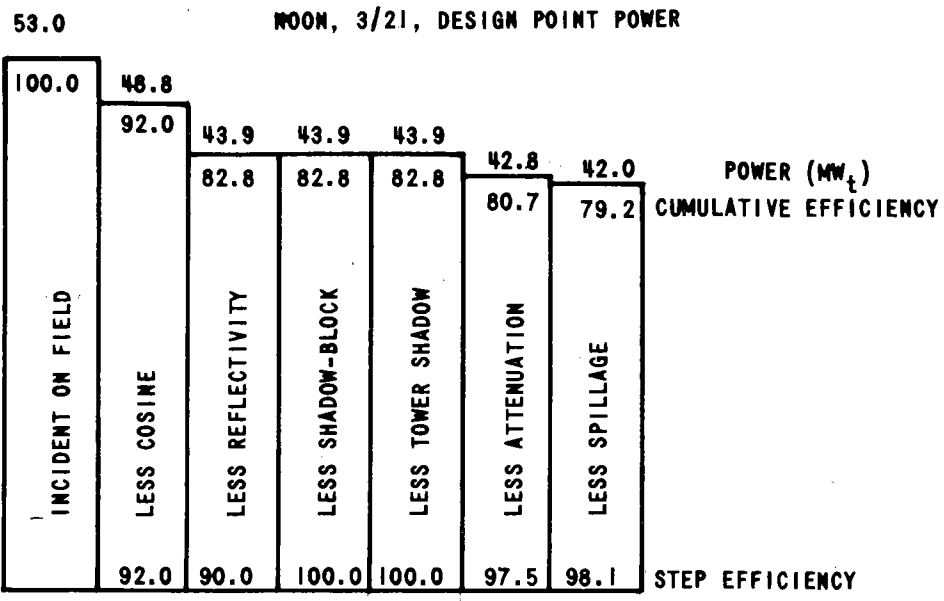 53.0
NOON, 3/21, DESIGN POINT POWER
100.0
48.8
92.0
43.9
43.9
43.9
82.8
82.8
82.8
42.8
42.0
POWER (MWt)
80.7
79.2
CUMULATIVE EFFICIENCY
INCIDENT ON FIELD
LESS COSINE
LESS REFLECTIVITY
LESS SHADOW-BLOCK
LESS TOWER SHADOW
LESS ATTENUATION
LESS SPILLAGE
92.0
90.0
100.0
100.0
97.5
98.1
STEP EFFICIENCY